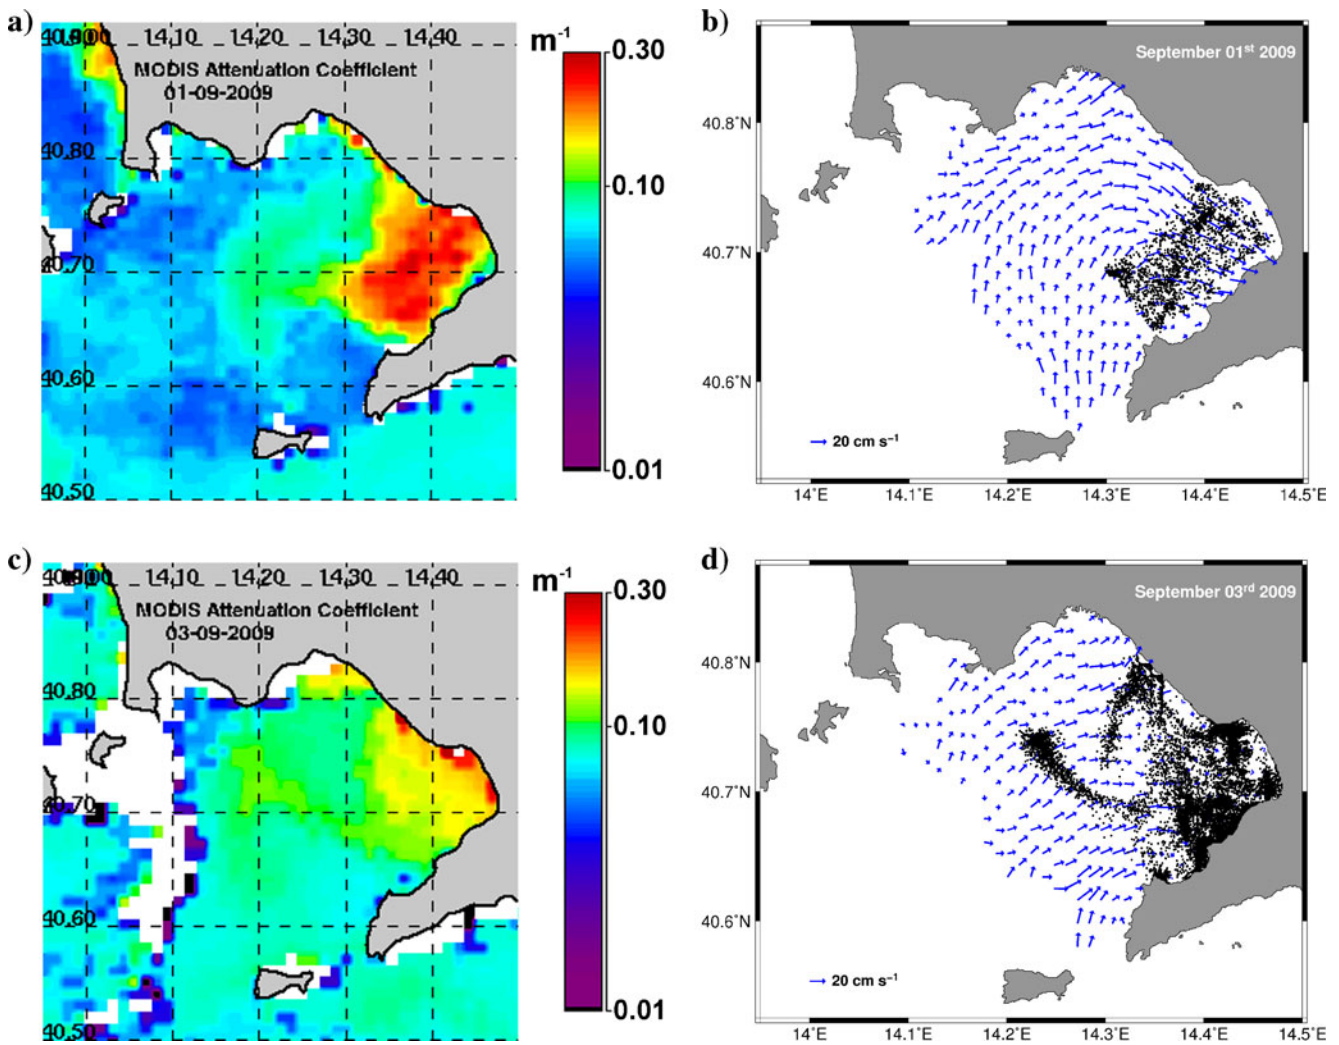 a)
40.00 14.10 14.20 14.30 14.40
MODIS Attenuation Coefficient
01-09-2009
40.80
40.70
40.60
40.50
m⁻¹
0.30
0.10
0.01
b)
September 01st 2009
40.8°N
40.7°N
40.6°N
20 cm s⁻¹
14°E 14.1°E 14.2°E 14.3°E 14.4°E 14.5°E
c)
14.10 14.20 14.30 14.40
MODIS Attenuation Coefficient
03-09-2009
40.80
40.70
40.60
40.50
m⁻¹
0.30
0.10
0.01
d)
September 03rd 2009
40.8°N
40.7°N
40.6°N
20 cm s⁻¹
14°E 14.1°E 14.2°E 14.3°E 14.4°E 14.5°E